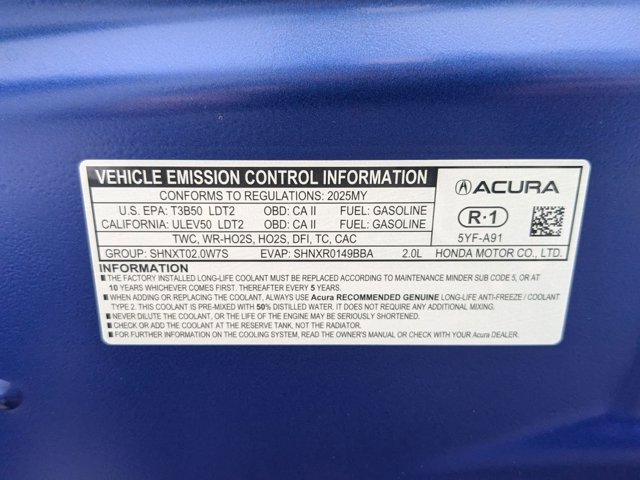 VEHICLE EMISSION CONTROL INFORMATION
CONFORMS TO REGULATIONS: 2025MY
U.S. EPA: T3B50 LDT2 OBD: CA II FUEL: GASOLINE
CALIFORNIA: ULEV50 LDT2 OBD: CA II FUEL: GASOLINE
TWC, WR-HO2S, HO2S, DFI, TC, CAC
GROUP: SHNXT02.0W7S EVAP: SHNXR0149BBA 2.0L
ACURA
R·1
5YF-A91
HONDA MOTOR CO., LTD.
INFORMATION
■ THE FACTORY INSTALLED LONG-LIFE COOLANT MUST BE REPLACED ACCORDING TO MAINTENANCE MINDER SUB CODE 5, OR AT
10 YEARS WHICHEVER COMES FIRST. THEREAFTER EVERY 5 YEARS.
■ WHEN ADDING OR REPLACING THE COOLANT, ALWAYS USE Acura RECOMMENDED GENUINE LONG-LIFE ANTI-FREEZE / COOLANT
TYPE 2. THIS COOLANT IS PRE-MIXED WITH 50% DISTILLED WATER. IT DOES NOT REQUIRE ANY ADDITIONAL MIXING.
■ NEVER DILUTE THE COOLANT, OR THE LIFE OF THE ENGINE MAY BE SERIOUSLY SHORTENED.
■ CHECK OR ADD THE COOLANT AT THE RESERVE TANK, NOT THE RADIATOR.
■ FOR FURTHER INFORMATION ON THE COOLING SYSTEM, READ THE OWNER'S MANUAL OR CHECK WITH YOUR Acura DEALER.